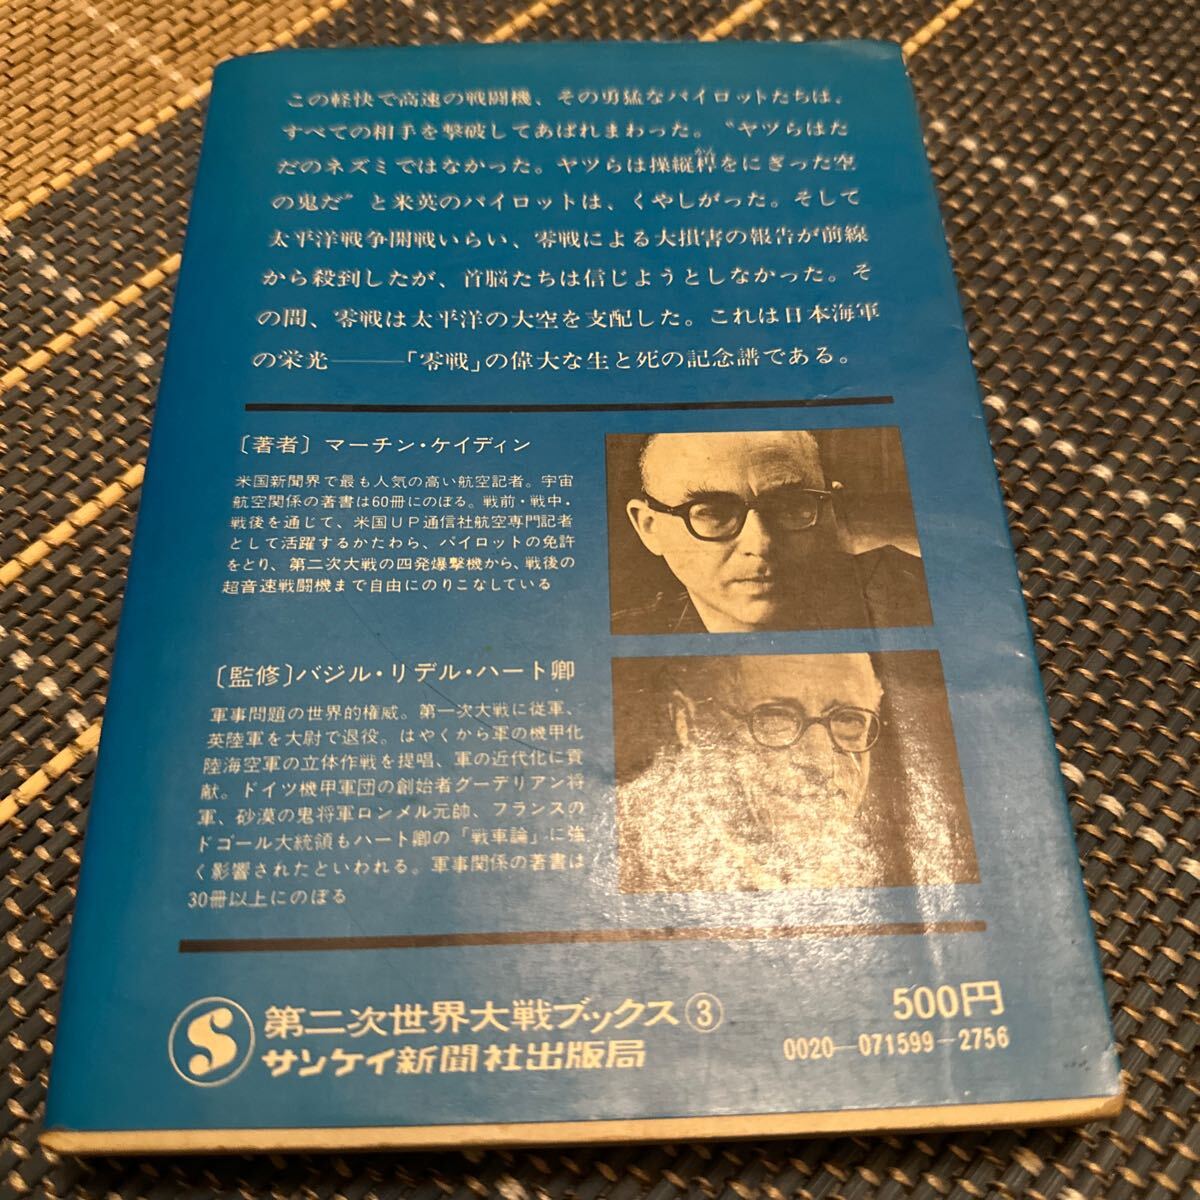 この軽快で高速の戦闘機、その勇猛なパイロットたちは、
すべての相手を撃破してあばれまわった。〝ヤツらはた
だのネズミではなかった。ヤツらは操縦桿をにぎった空
の鬼だ〞と米英のパイロットは、くやしがった。そして
太平洋戦争開戦いらい、零戦による大損害の報告が前線
から殺到したが、首脳たちは信じようとしなかった。そ
の間、零戦は太平洋の大空を支配した。これは日本海軍
の栄光――「零戦」の偉大な生と死の記念譜である。
〔著者〕マーチン・ケイディン
米国新聞界で最も人気の高い航空記者。宇宙
航空関係の著書は60冊にのぼる。戦前・戦中・
戦後を通じて、米国UP通信社航空専門記者
として活躍するかたわら、パイロットの免許
をとり、第二次大戦の四発爆撃機から、戦後の
超音速戦闘機まで自由にのりこなしている
〔監修〕バジル・リデル・ハート卿
軍事問題の世界的権威。第一次大戦に従軍、
英陸軍を大尉で退役。はやくから軍の機甲化
陸海空軍の立体作戦を提唱、軍の近代化に貢
献。ドイツ機甲軍団の創始者グーデリアン将
軍、砂漠の鬼将軍ロンメル元帥、フランスの
ドゴール大統領もハート卿の「戦車論」に強
く影響されたといわれる。軍事関係の著書は
30冊以上にのぼる
S 第二次世界大戦ブックス③
サンケイ新聞社出版局
500円
0020-071599-2756